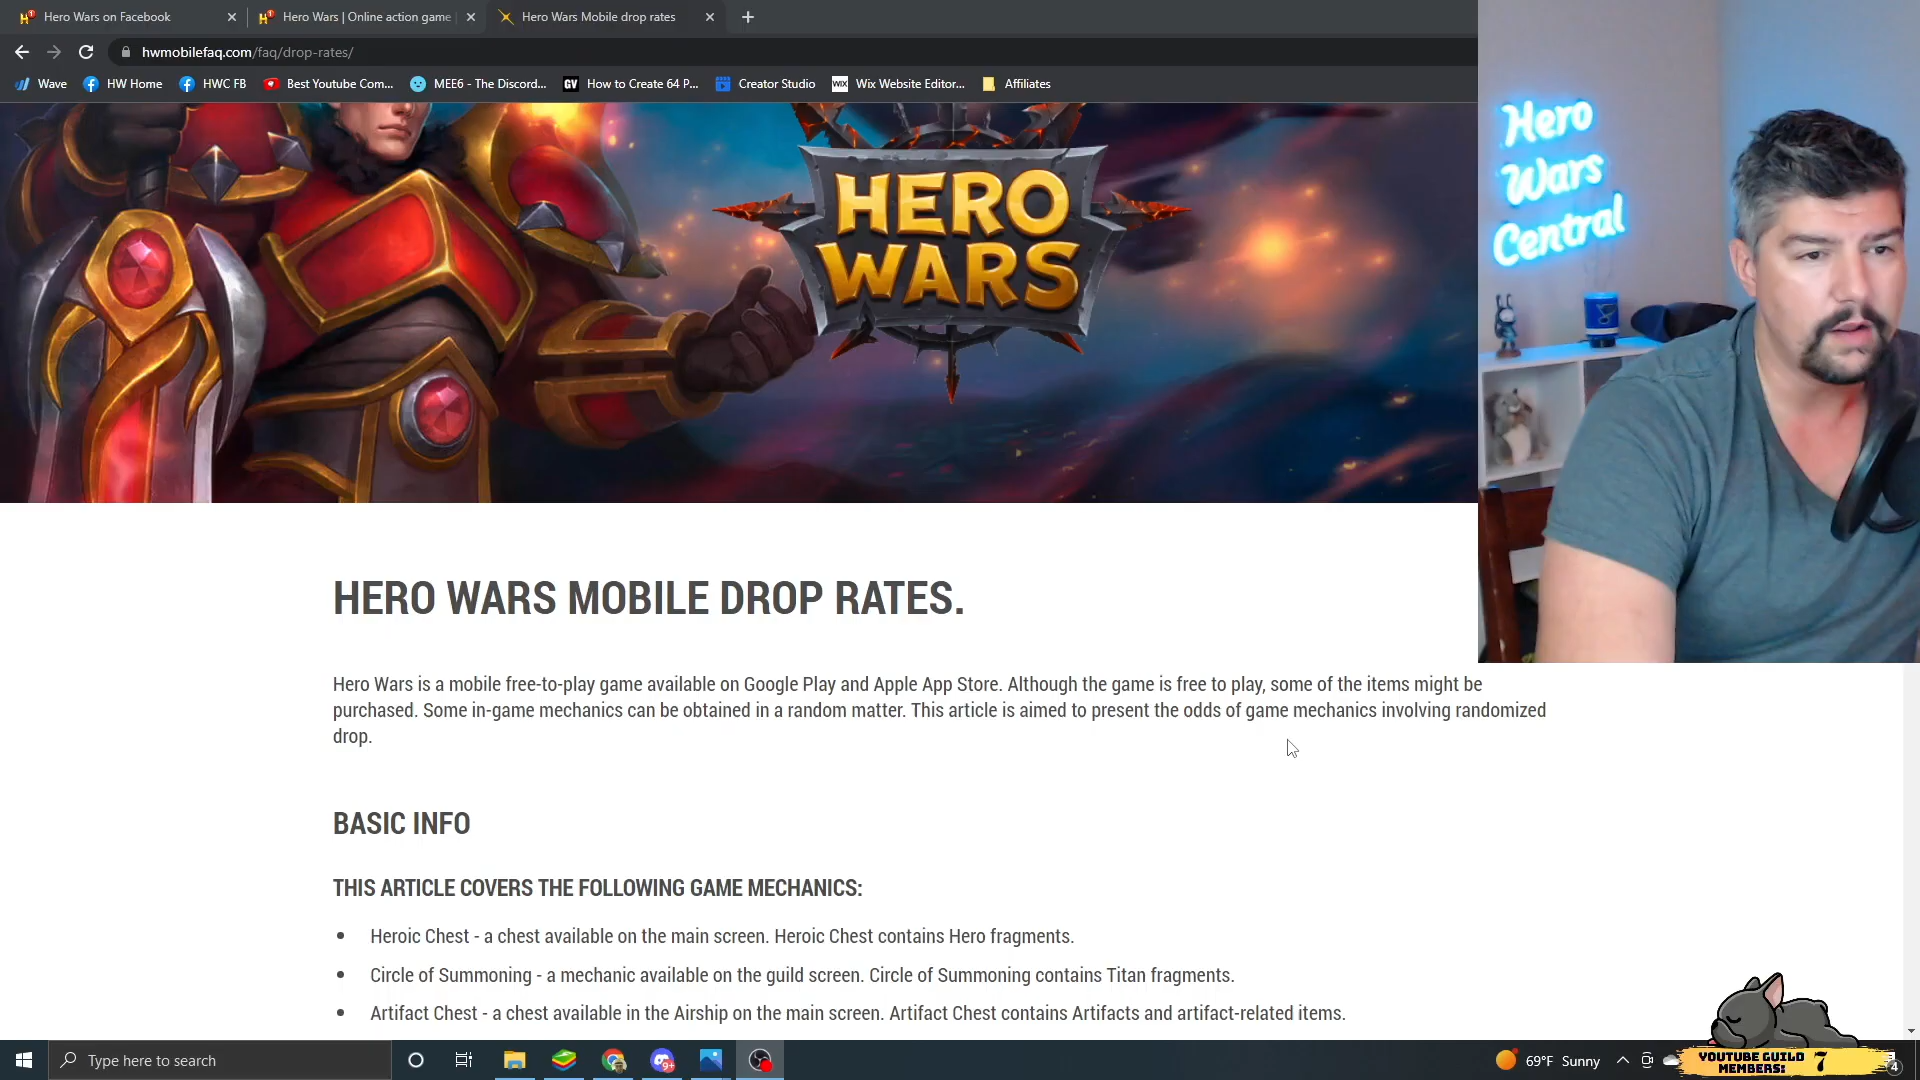 Hero Wars on Facebook
Hero Wars | Online action game
Hero Wars Mobile drop rates
hwmobilefaq.com/faq/drop-rates/
Wave
HW Home
HWC FB
Best Youtube Com...
MEE6 - The Discord...
GV
How to Create 64 P...
Creator Studio
WIX
Wix Website Editor...
Affiliates
HERO
WARS
Hero
Wars
Central
HERO WARS MOBILE DROP RATES.
Hero Wars is a mobile free-to-play game available on Google Play and Apple App Store. Although the game is free to play, some of the items might be
purchased. Some in-game mechanics can be obtained in a random matter. This article is aimed to present the odds of game mechanics involving randomized
drop.
BASIC INFO
THIS ARTICLE COVERS THE FOLLOWING GAME MECHANICS:
• Heroic Chest - a chest available on the main screen. Heroic Chest contains Hero fragments.
• Circle of Summoning - a mechanic available on the guild screen. Circle of Summoning contains Titan fragments.
• Artifact Chest - a chest available in the Airship on the main screen. Artifact Chest contains Artifacts and artifact-related items.
Type here to search
9+
69°F Sunny
YOUTUBE GUILD
MEMBERS:
7
4